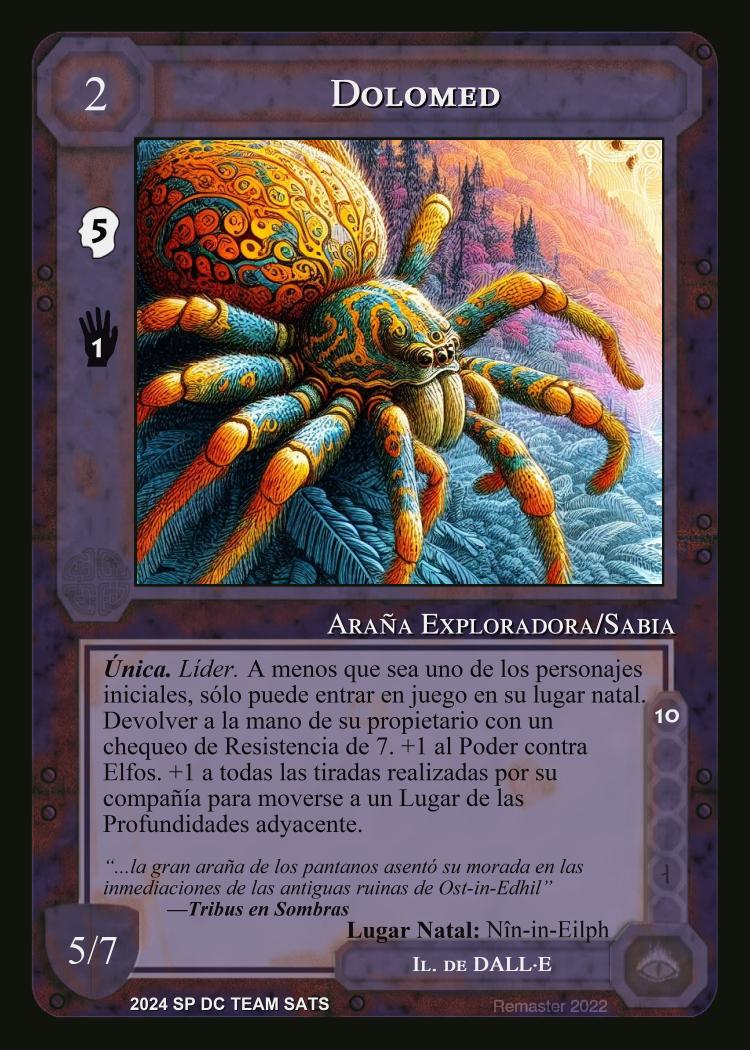 2
Dolomed
5
1
Araña Exploradora/Sabia
Única. Líder. A menos que sea uno de los personajes
iniciales, sólo puede entrar en juego en su lugar natal.
Devolver a la mano de su propietario con un
chequeo de Resistencia de 7. +1 al Poder contra
Elfos. +1 a todas las tiradas realizadas por su
compañía para moverse a un Lugar de las
Profundidades adyacente.
10
“...la gran araña de los pantanos asentó su morada en las
inmediaciones de las antiguas ruinas de Ost-in-Edhil”
—Tribus en Sombras
Lugar Natal: Nîn-in-Eilph
5/7
Il. de DALL·E
2024 SP DC TEAM SATS
Remaster 2022